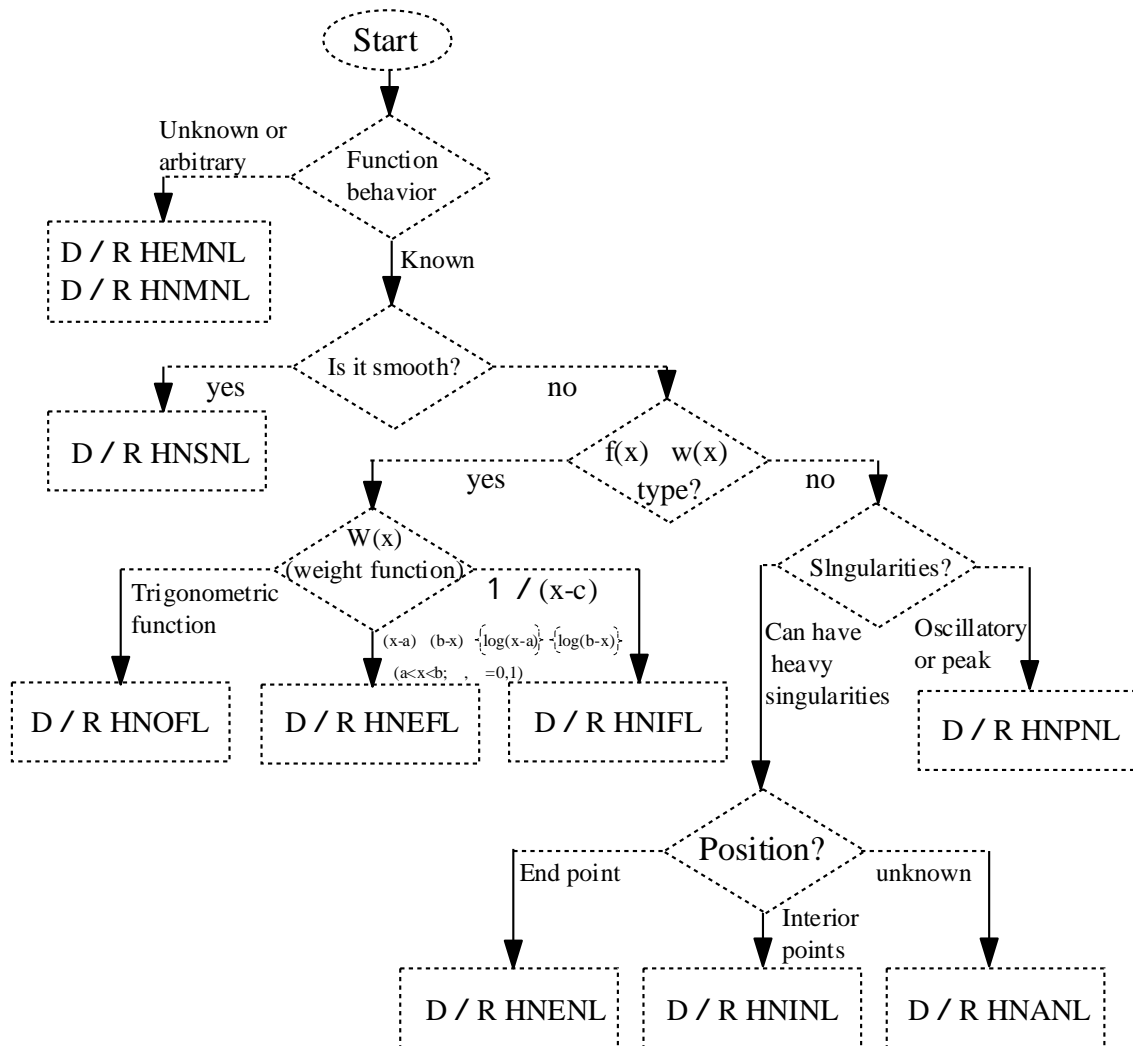 Start
Unknown or
arbitrary
Function
behavior
D / R HEMNL
D / R HNMNL
Known
Is it smooth?
yes
no
D / R HNSNL
f(x) w(x)
type?
yes
no
W(x)
(weight function)
SIngularities?
Trigonometric
function
1 / (x-c)
(x-a) (b-x) {log(x-a)} {log(b-x)}
(a<x<b; , =0,1)
Can have
heavy
singularities
Oscillatory
or peak
D / R HNOFL
D / R HNEFL
D / R HNIFL
D / R HNPNL
Position?
End point
unknown
Interior
points
D / R HNENL
D / R HNINL
D / R HNANL